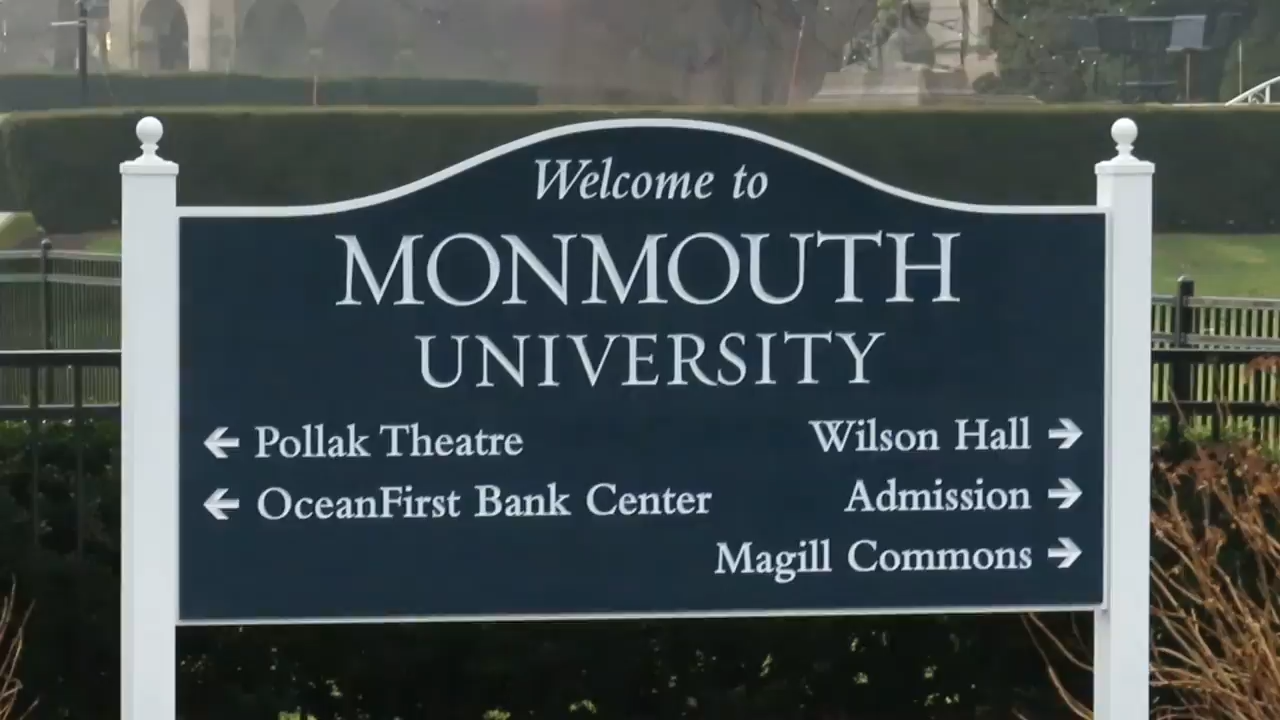 Welcome to
MONMOUTH
UNIVERSITY
← Pollak Theatre
← OceanFirst Bank Center
Wilson Hall →
Admission →
Magill Commons →